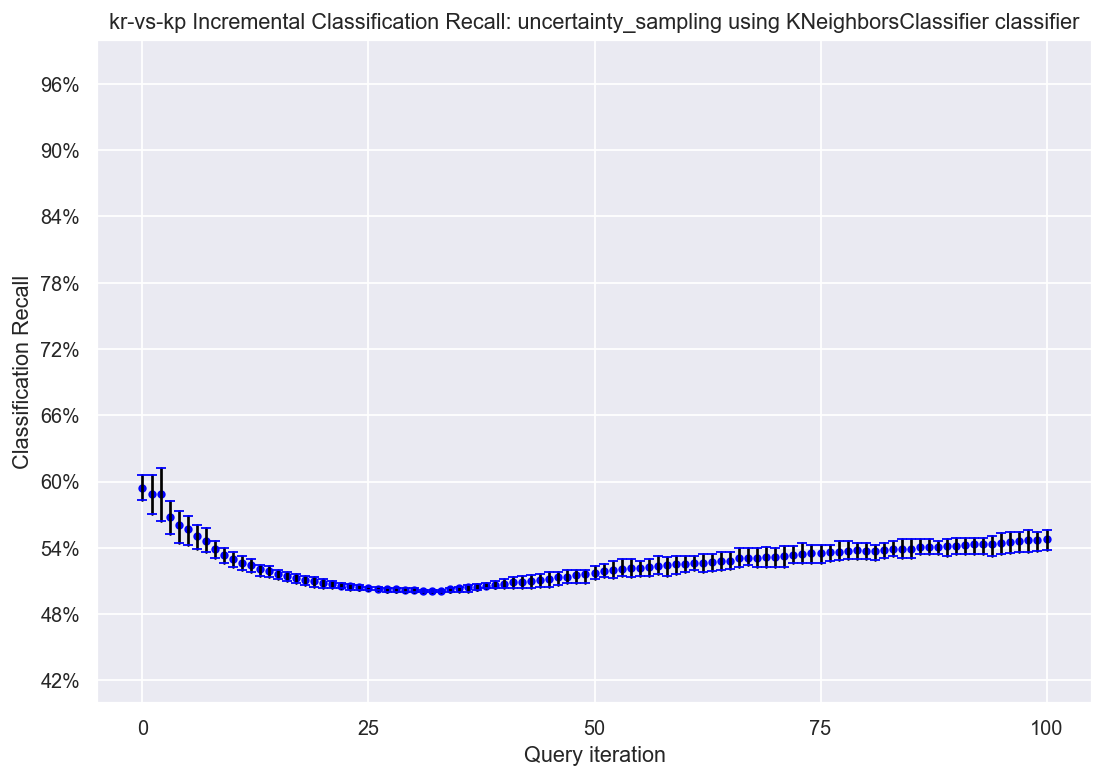 kr-vs-kp Incremental Classification Recall: uncertainty_sampling using KNeighborsClassifier classifier
96%
90%
84%
78%
72%
66%
60%
54%
48%
42%
Classification Recall
0 25 50 75 100
Query iteration